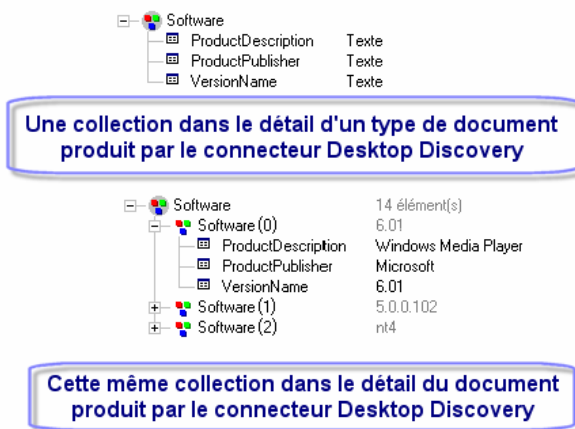 Software
ProductDescription Texte
ProductPublisher Texte
VersionName Texte
Une collection dans le détail d'un type de document
produit par le connecteur Desktop Discovery
Software 14 élément(s)
Software (0) 6.01
ProductDescription Windows Media Player
ProductPublisher Microsoft
VersionName 6.01
Software (1) 5.0.0.102
Software (2) nt4
Cette même collection dans le détail du document
produit par le connecteur Desktop Discovery